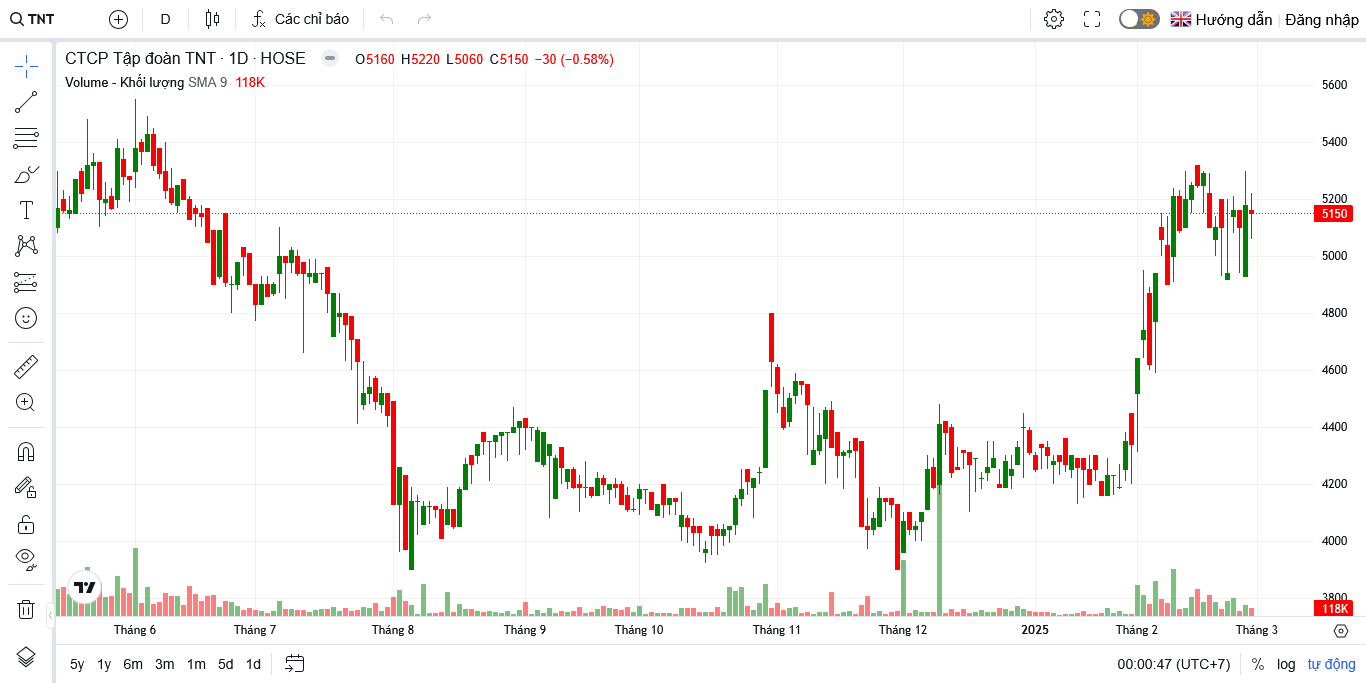 TNT D Các chỉ báo Hướng dẫn Đăng nhập
CTCP Tập đoàn TNT · 1D · HOSE O5160 H5220 L5060 C5150 −30 (−0.58%)
Volume - Khối lượng SMA 9 118K
5600
5400
5200
5150
5000
4800
4600
4400
4200
4000
3800
118K
Tháng 6 Tháng 7 Tháng 8 Tháng 9 Tháng 10 Tháng 11 Tháng 12 2025 Tháng 2 Tháng 3
5y 1y 6m 3m 1m 5d 1d 00:00:47 (UTC+7) % log tự động